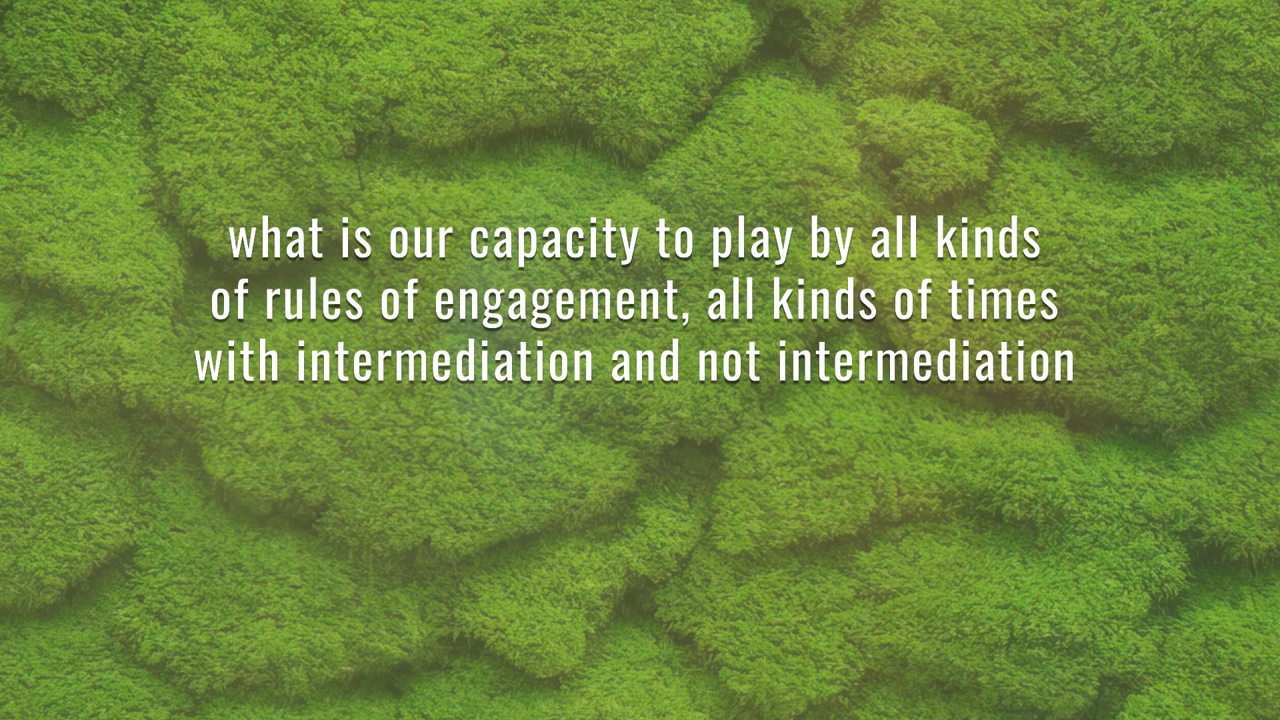 what is our capacity to play by all kinds
of rules of engagement, all kinds of times
with intermediation and not intermediation